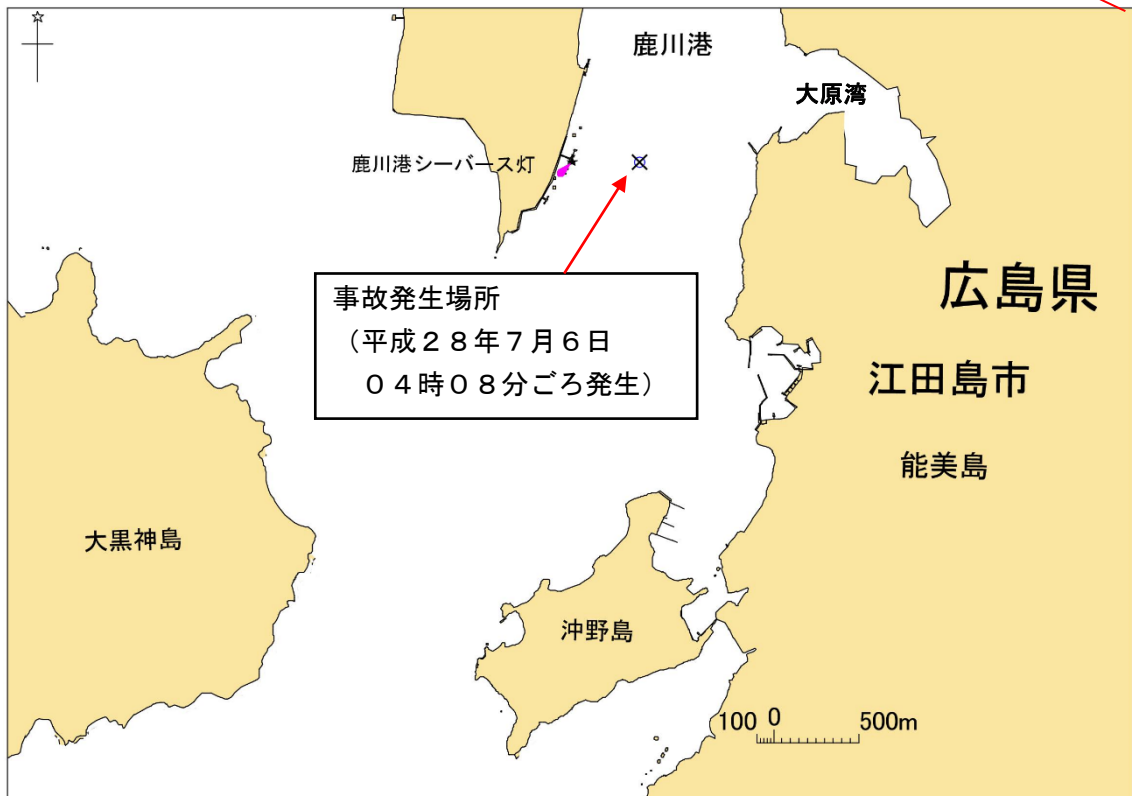 鹿川港
大原湾
鹿川港シーバース灯
事故発生場所
（平成２８年７月６日
０４時０８分ごろ発生）
広島県
江田島市
能美島
大黒神島
沖野島
100 0 500m